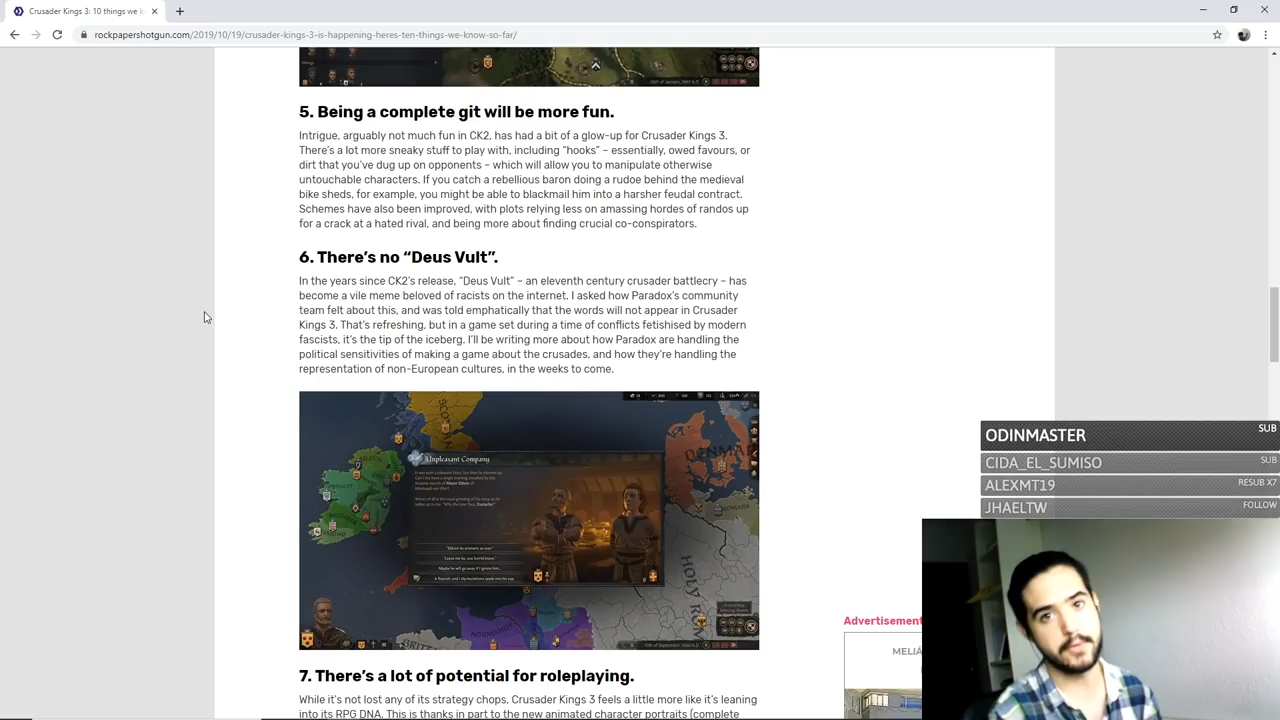 Crusader Kings 3: 10 things we k
rockpapershotgun.com/2019/10/19/crusader-kings-3-is-happening-heres-ten-things-we-know-so-far/
5. Being a complete git will be more fun.
Intrigue, arguably not much fun in CK2, has had a bit of a glow-up for Crusader Kings 3.
There's a lot more sneaky stuff to play with, including “hooks” – essentially, owed favours, or
dirt that you've dug up on opponents – which will allow you to manipulate otherwise
untouchable characters. If you catch a rebellious baron doing a rudoe behind the medieval
bike sheds, for example, you might be able to blackmail him into a harsher feudal contract.
Schemes have also been improved, with plots relying less on amassing hordes of randos up
for a crack at a hated rival, and being more about finding crucial co-conspirators.
6. There's no “Deus Vult”.
In the years since CK2's release, “Deus Vult” – an eleventh century crusader battlecry – has
become a vile meme beloved of racists on the internet. I asked how Paradox's community
team felt about this, and was told emphatically that the words will not appear in Crusader
Kings 3. That's refreshing, but in a game set during a time of conflicts fetishised by modern
fascists, it's the tip of the iceberg. I'll be writing more about how Paradox are handling the
political sensitivities of making a game about the crusades, and how they're handling the
representation of non-European cultures, in the weeks to come.
Unpleasant Company
DENMAR
HOLY RO
NORMANDY
7. There's a lot of potential for roleplaying.
While it's not lost any of its strategy chops, Crusader Kings 3 feels a little more like it's leaning
into its RPG DNA. This is thanks in part to the new animated character portraits (complete
ODINMASTER SUB
CIDA_EL_SUMISO SUB
ALEXMT19 RESUB X7
JHAELTW FOLLOW
Advertisement
MELIÁ